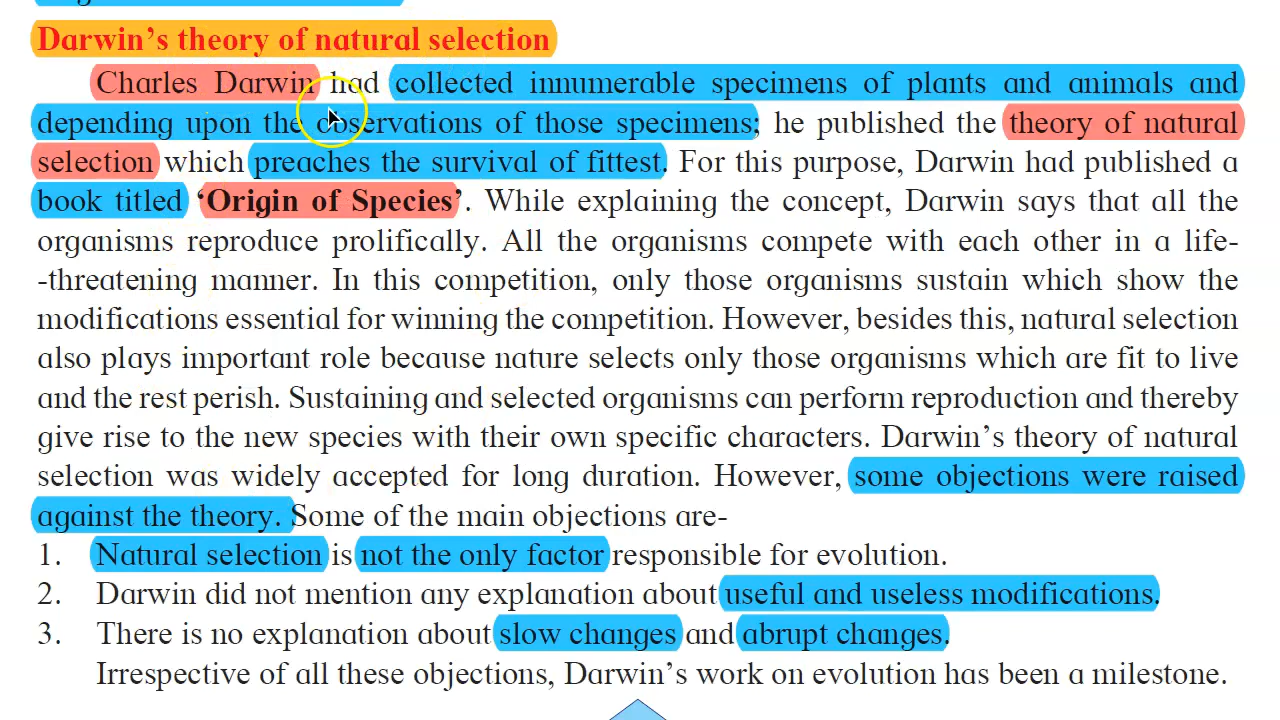 Darwin's theory of natural selection
Charles Darwin had collected innumerable specimens of plants and animals and
depending upon the observations of those specimens; he published the theory of natural
selection which preaches the survival of fittest. For this purpose, Darwin had published a
book titled ‘Origin of Species’. While explaining the concept, Darwin says that all the
organisms reproduce prolifically. All the organisms compete with each other in a life-
-threatening manner. In this competition, only those organisms sustain which show the
modifications essential for winning the competition. However, besides this, natural selection
also plays important role because nature selects only those organisms which are fit to live
and the rest perish. Sustaining and selected organisms can perform reproduction and thereby
give rise to the new species with their own specific characters. Darwin's theory of natural
selection was widely accepted for long duration. However, some objections were raised
against the theory. Some of the main objections are-
1. Natural selection is not the only factor responsible for evolution.
2. Darwin did not mention any explanation about useful and useless modifications.
3. There is no explanation about slow changes and abrupt changes.
Irrespective of all these objections, Darwin's work on evolution has been a milestone.